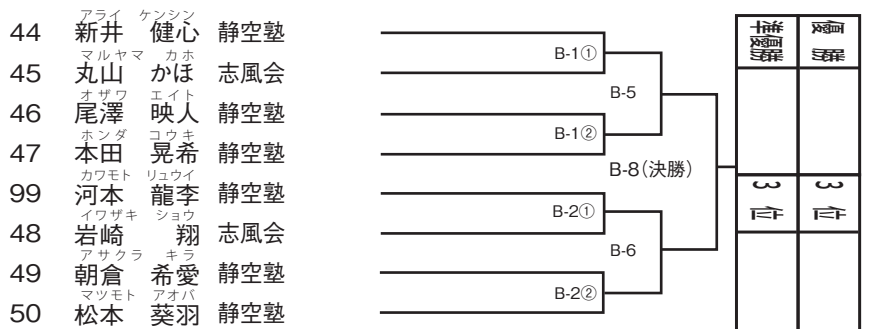 アライ ケンシン
44 新井 健心 静空塾
マルヤマ カホ
45 丸山 かほ 志風会
オザワ エイト
46 尾澤 映人 静空塾
ホンダ コウキ
47 本田 晃希 静空塾
カワモト リュウイ
99 河本 龍李 静空塾
イワザキ ショウ
48 岩崎 翔 志風会
アサクラ キラ
49 朝倉 希愛 静空塾
マツモト アオバ
50 松本 葵羽 静空塾
B-1①
B-5
B-1②
B-8(決勝)
B-2①
B-6
B-2②
優勝
準優勝
3位
3位